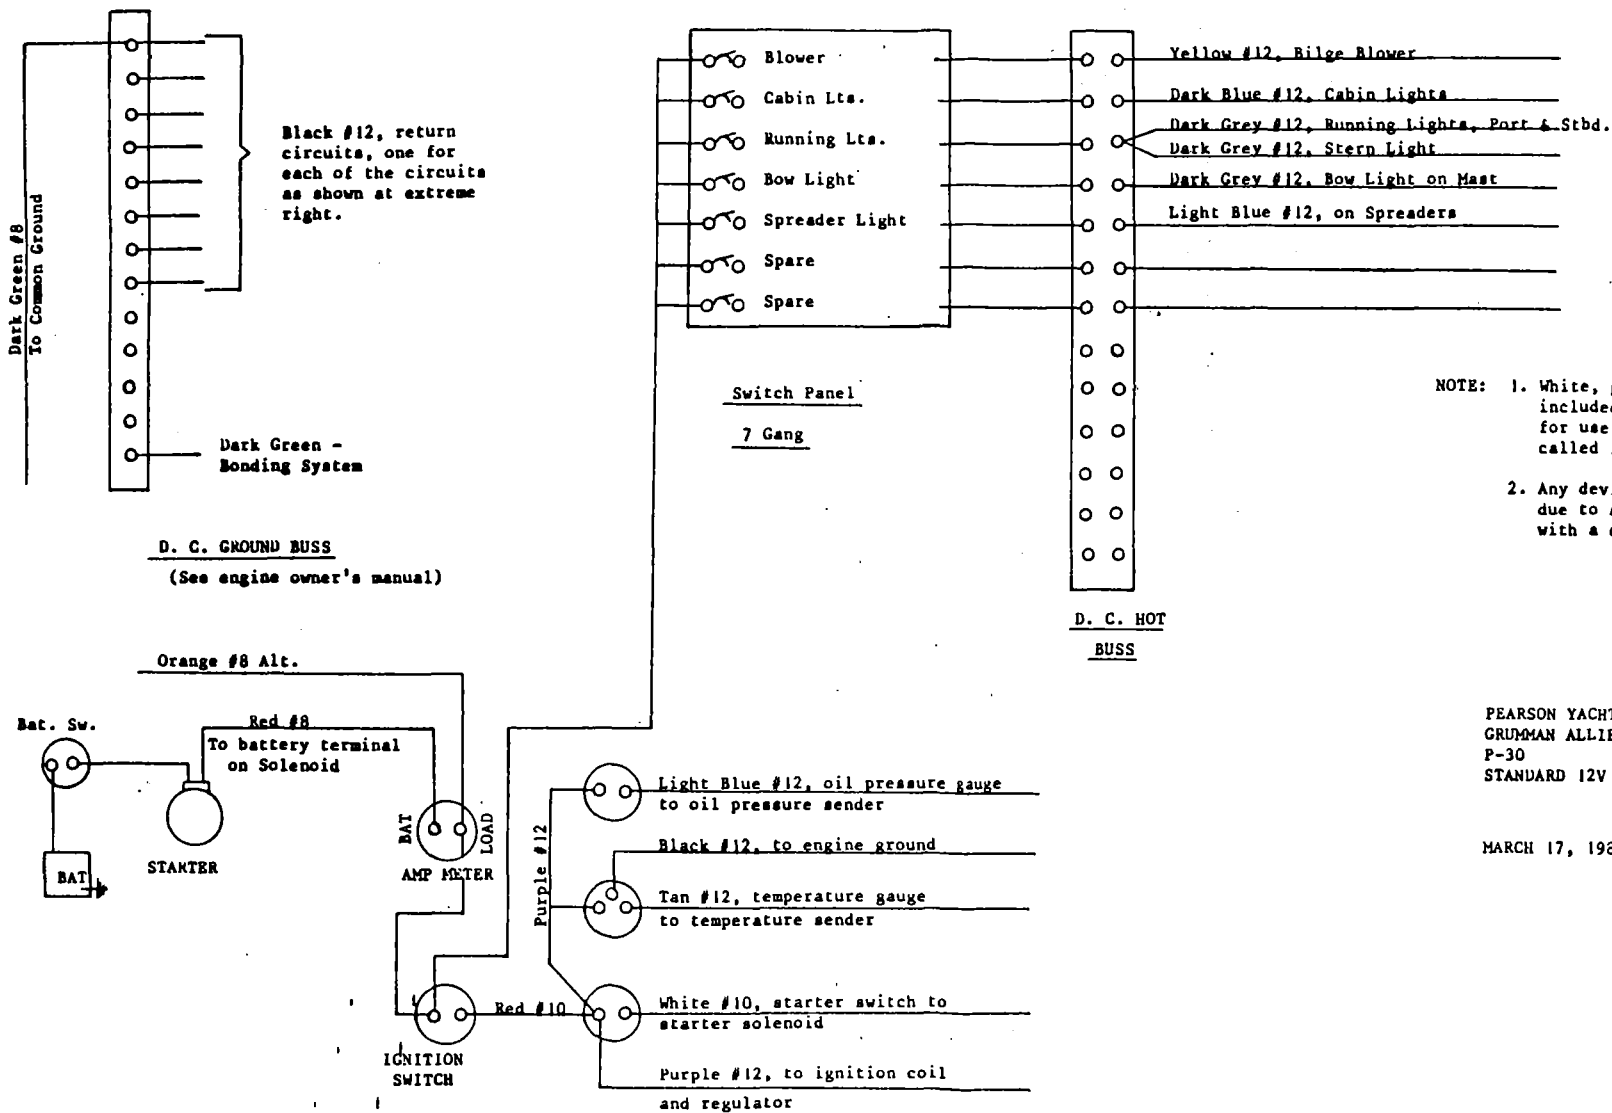 Dark Green #8
To Common Ground
Black #12, return
circuits, one for
each of the circuits
as shown at extreme
right.
Dark Green -
Bonding System
D. C. GROUND BUSS
(See engine owner's manual)
Blower
Cabin Lts.
Running Lts.
Bow Light
Spreader Light
Spare
Spare
Switch Panel
7 Gang
Yellow #12, Bilge Blower
Dark Blue #12, Cabin Lights
Dark Grey #12, Running Lights, Port & Stbd.
Dark Grey #12, Stern Light
Dark Grey #12, Bow Light on Mast
Light Blue #12, on Spreaders
D. C. HOT
BUSS
NOTE: 1. White,
included
for use
called
2. Any dev
due to
with a
PEARSON YACHT
GRUMMAN ALLIE
P-30
STANDARD 12V
MARCH 17, 198
Orange #8 Alt.
Bat. Sw.
Red #8
To battery terminal
on Solenoid
BAT
STARTER
BAT
LOAD
AMP METER
Purple #12
Light Blue #12, oil pressure gauge
to oil pressure sender
Black #12, to engine ground
Tan #12, temperature gauge
to temperature sender
Red #10
White #10, starter switch to
starter solenoid
IGNITION
SWITCH
Purple #12, to ignition coil
and regulator